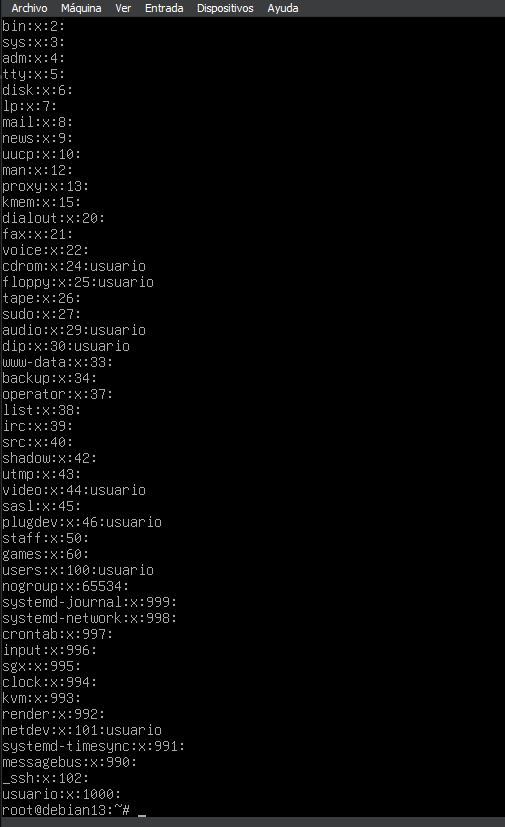 Archivo Máquina Ver Entrada Dispositivos Ayuda
bin:x:2:
sys:x:3:
adm:x:4:
tty:x:5:
disk:x:6:
lp:x:7:
mail:x:8:
news:x:9:
uucp:x:10:
man:x:12:
proxy:x:13:
kmem:x:15:
dialout:x:20:
fax:x:21:
voice:x:22:
cdrom:x:24:usuario
floppy:x:25:usuario
tape:x:26:
sudo:x:27:
audio:x:29:usuario
dip:x:30:usuario
www-data:x:33:
backup:x:34:
operator:x:37:
list:x:38:
irc:x:39:
src:x:40:
shadow:x:42:
utmp:x:43:
video:x:44:usuario
sasl:x:45:
plugdev:x:46:usuario
staff:x:50:
games:x:60:
users:x:100:usuario
nogroup:x:65534:
systemd-journal:x:999:
systemd-network:x:998:
crontab:x:997:
input:x:996:
sgx:x:995:
clock:x:994:
kvm:x:993:
render:x:992:
netdev:x:101:usuario
systemd-timesync:x:991:
messagebus:x:990:
_ssh:x:102:
usuario:x:1000:
root@debian13:~# _